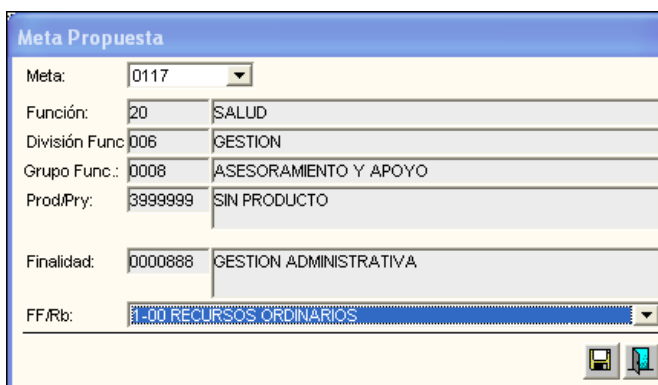 Meta Propuesta
Meta: 0117
Función: 20 SALUD
División Func 006 GESTION
Grupo Func.: 0008 ASESORAMIENTO Y APOYO
Prod/Pry: 3999999 SIN PRODUCTO
Finalidad: 0000888 GESTION ADMINISTRATIVA
FF/Rb: 1-00 RECURSOS ORDINARIOS